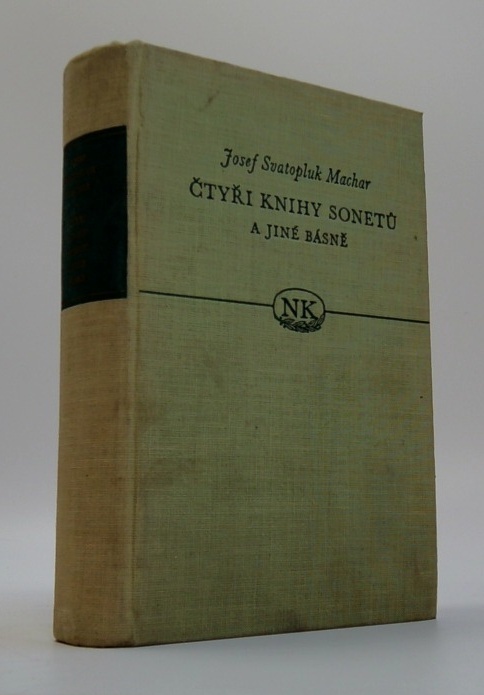 Josef Svatopluk Machar
ČTYŘI KNIHY SONETŮ
A JINÉ BÁSNĚ
NK